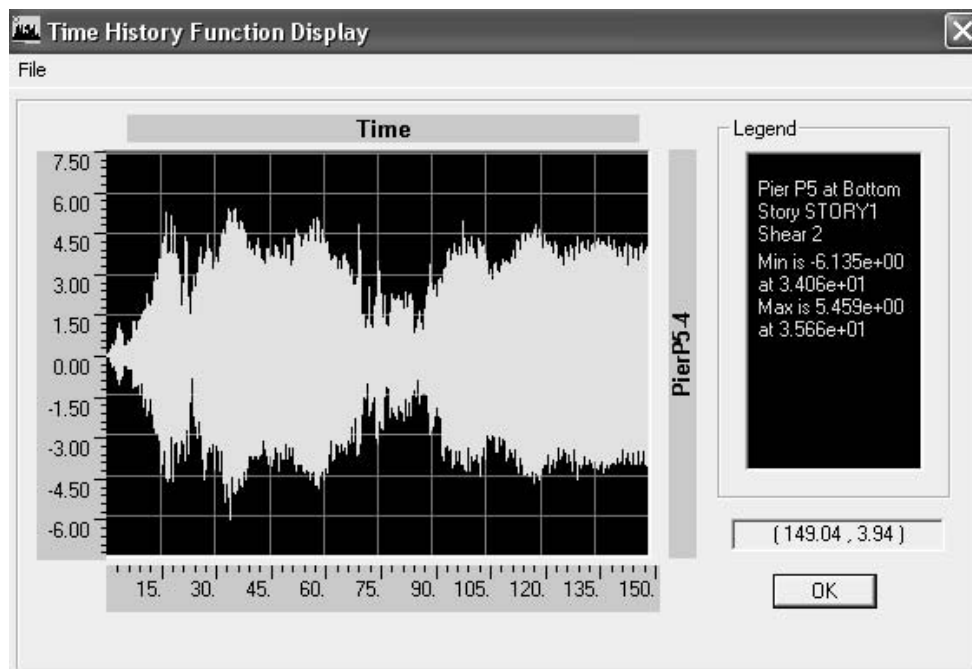 Time History Function Display
File
Time
7.50
6.00
4.50
3.00
1.50
0.00
-1.50
-3.00
-4.50
-6.00
15. 30. 45. 60. 75. 90. 105. 120. 135. 150.
PierP5-4
Legend
Pier P5 at Bottom
Story STORY1
Shear 2
Min is -6.135e+00
at 3.406e+01
Max is 5.459e+00
at 3.566e+01
( 149.04 , 3.94 )
OK